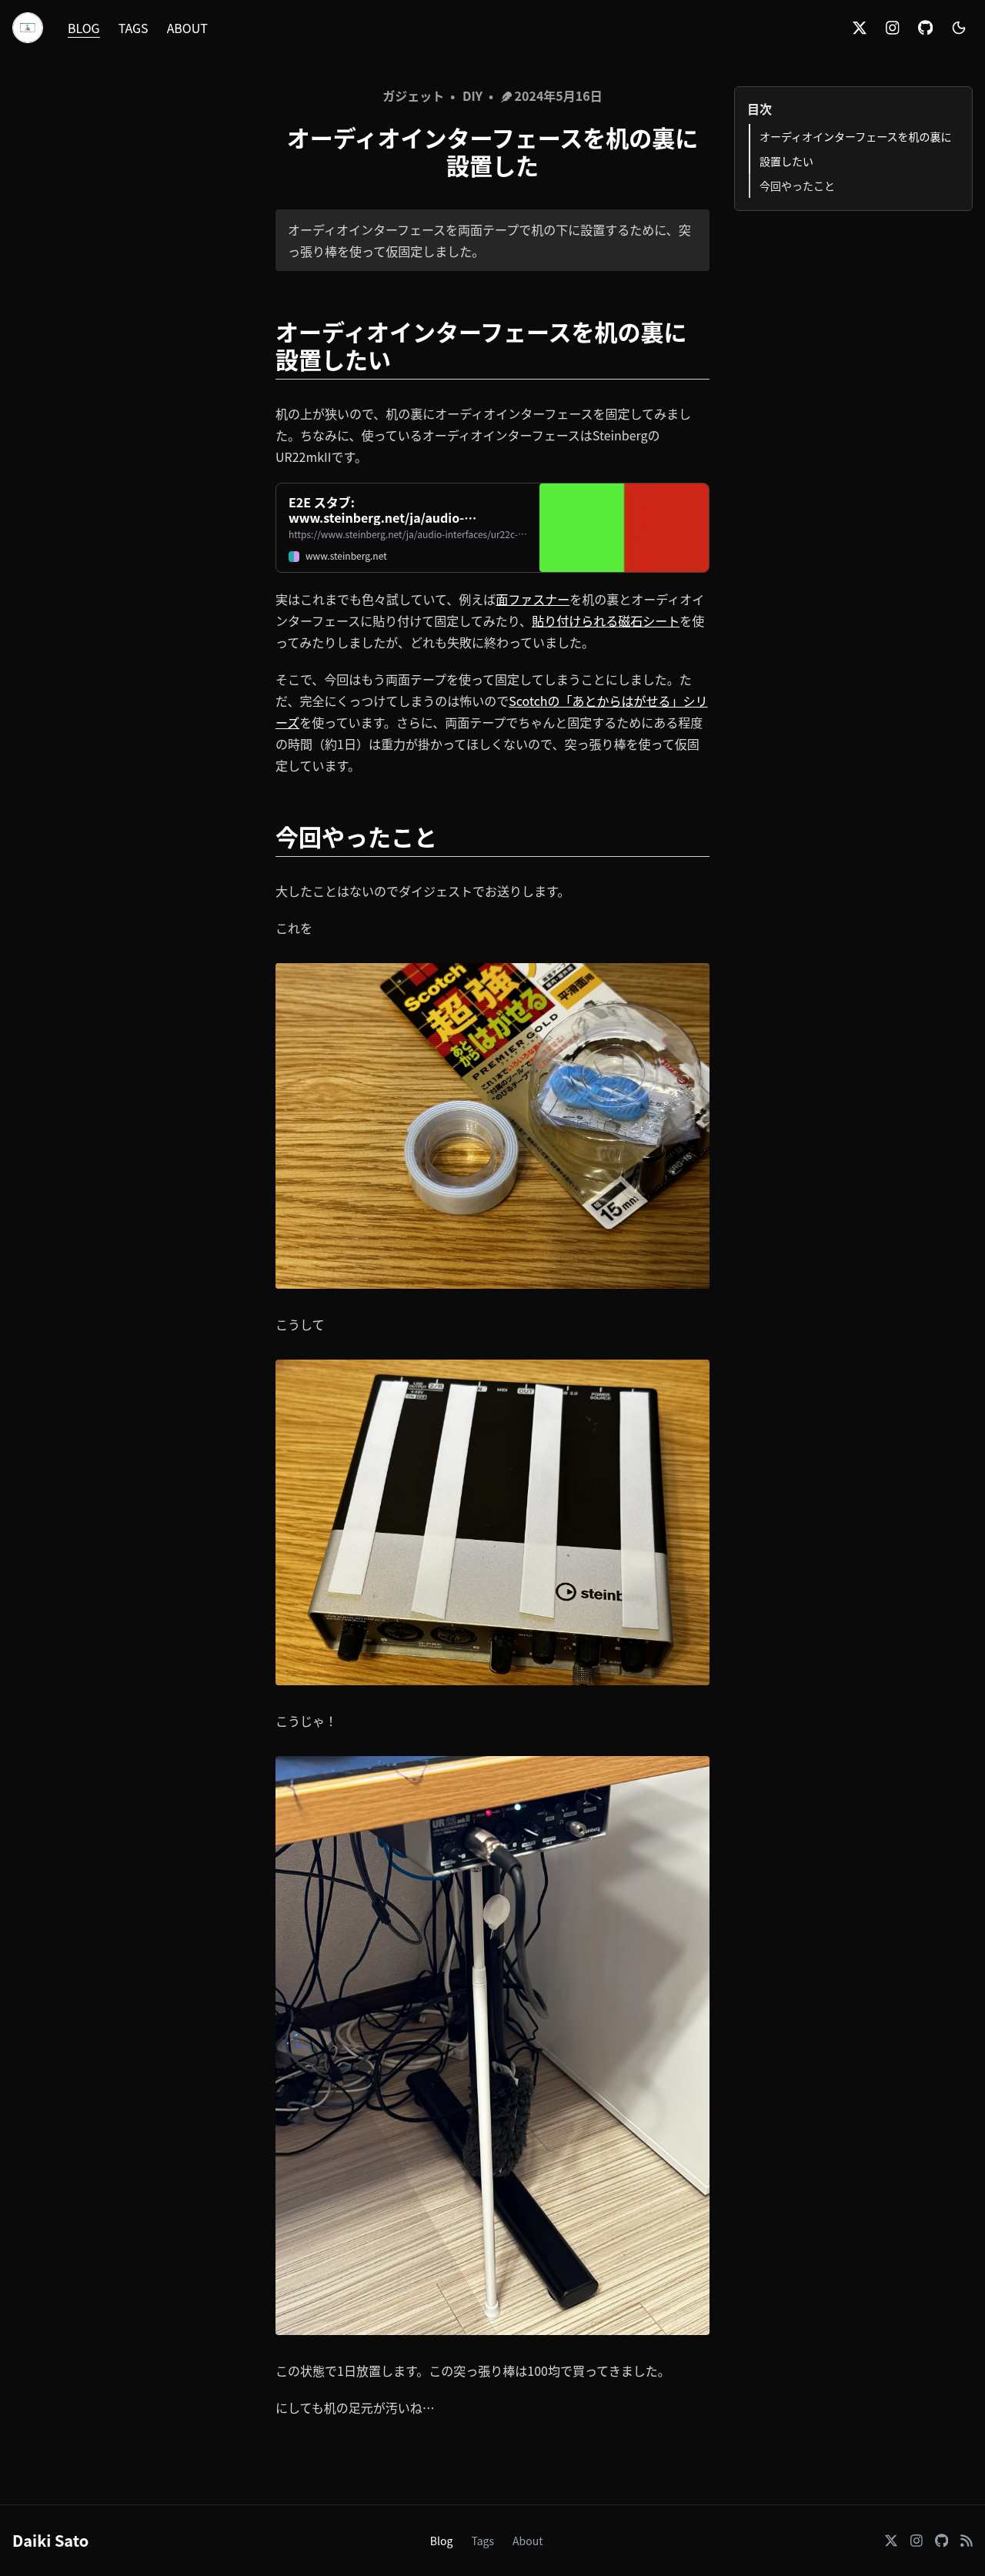 BLOG TAGS ABOUT
ガジェット • DIY • 2024年5月16日
オーディオインターフェースを机の裏に
設置した
目次
オーディオインターフェースを机の裏に
設置したい
今回やったこと
オーディオインターフェースを両面テープで机の下に設置するために、突
っ張り棒を使って仮固定しました。
オーディオインターフェースを机の裏に
設置したい
机の上が狭いので、机の裏にオーディオインターフェースを固定してみまし
た。ちなみに、使っているオーディオインターフェースはSteinbergの
UR22mkIIです。
E2E スタブ:
www.steinberg.net/ja/audio-…
https://www.steinberg.net/ja/audio-interfaces/ur22c-…
www.steinberg.net
実はこれまでも色々試していて、例えば面ファスナーを机の裏とオーディオイ
ンターフェースに貼り付けて固定してみたり、貼り付けられる磁石シートを使
ってみたりしましたが、どれも失敗に終わっていました。
そこで、今回はもう両面テープを使って固定してしまうことにしました。た
だ、完全にくっつけてしまうのは怖いのでScotchの「あとからはがせる」シリ
ーズを使っています。さらに、両面テープでちゃんと固定するためにある程度
の時間（約1日）は重力が掛かってほしくないので、突っ張り棒を使って仮固
定しています。
今回やったこと
大したことはないのでダイジェストでお送りします。
これを
Scotch
超強
あとから
はがせる
PREMIER GOLD
平滑面用
15mm
こうして
MIDI
OUT
POWER
SOURCE
steinberg
こうじゃ！
UR22 mkII
この状態で1日放置します。この突っ張り棒は100均で買ってきました。
にしても机の足元が汚いね…
Daiki Sato
Blog Tags About